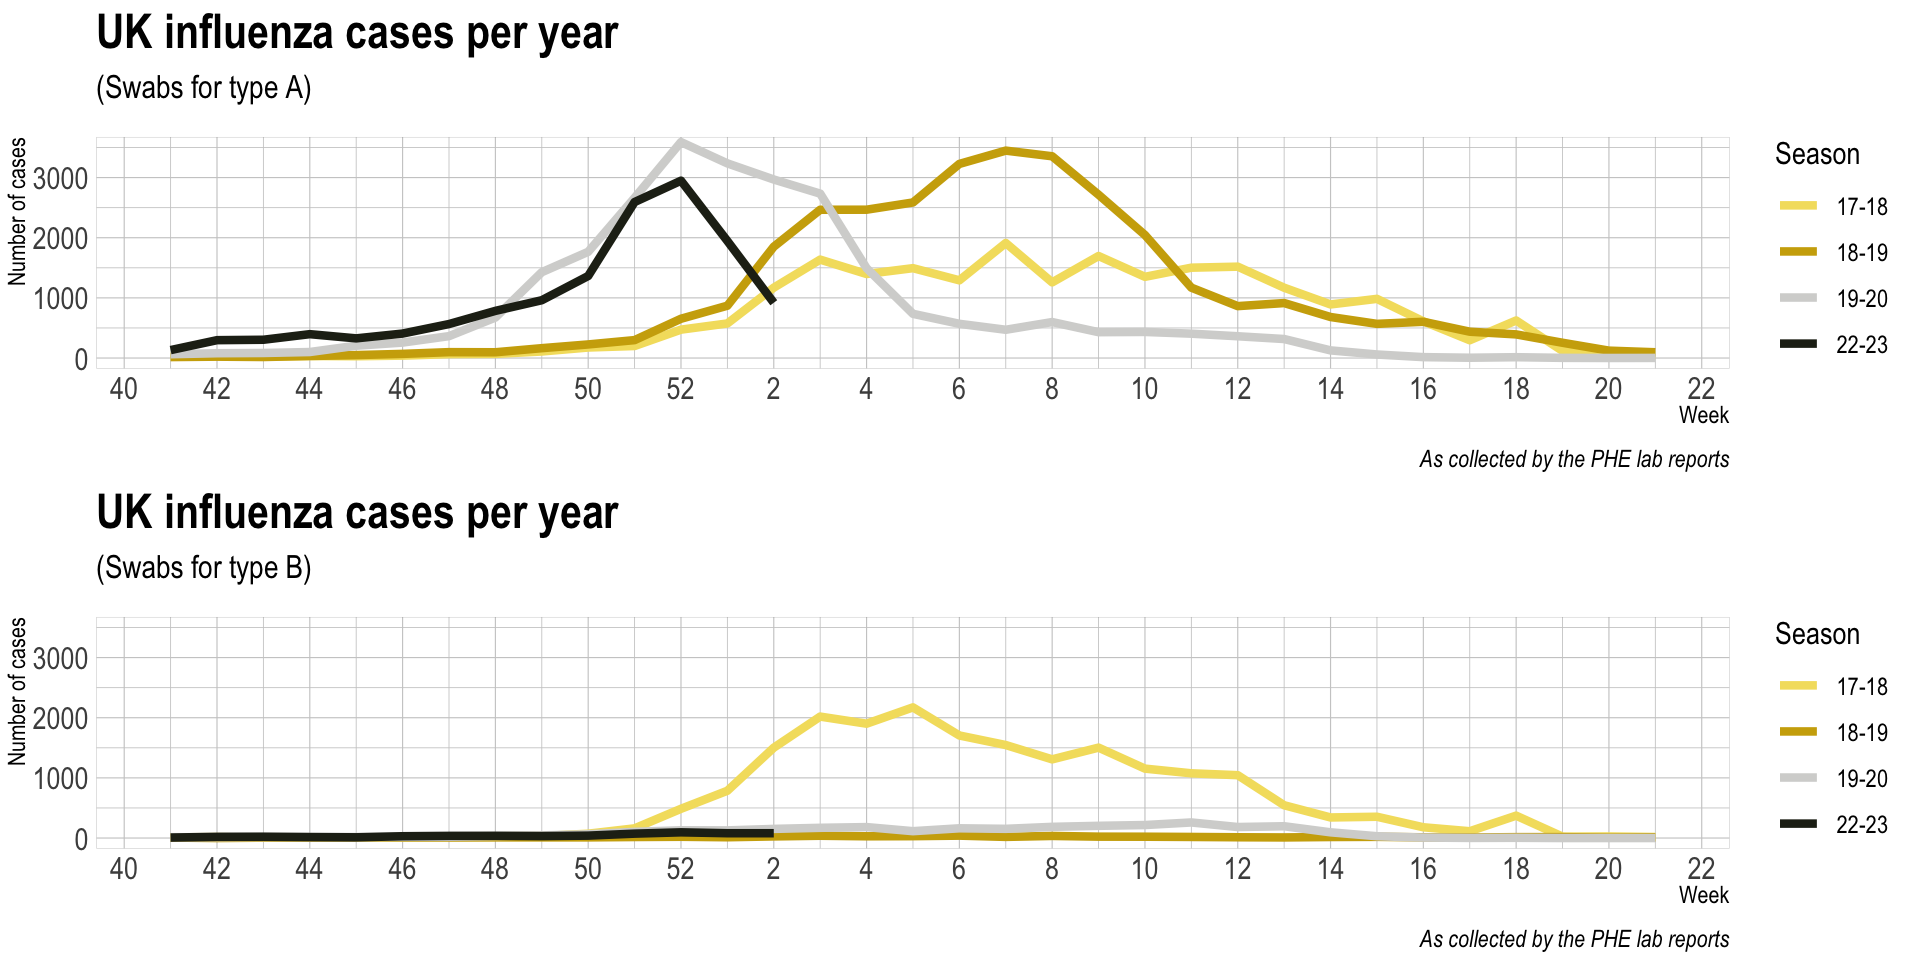 UK influenza cases per year
(Swabs for type A)
Number of cases
3000
2000
1000
0
40 42 44 46 48 50 52 2 4 6 8 10 12 14 16 18 20 22
Week
Season
17-18
18-19
19-20
22-23
As collected by the PHE lab reports
UK influenza cases per year
(Swabs for type B)
Number of cases
3000
2000
1000
0
40 42 44 46 48 50 52 2 4 6 8 10 12 14 16 18 20 22
Week
Season
17-18
18-19
19-20
22-23
As collected by the PHE lab reports